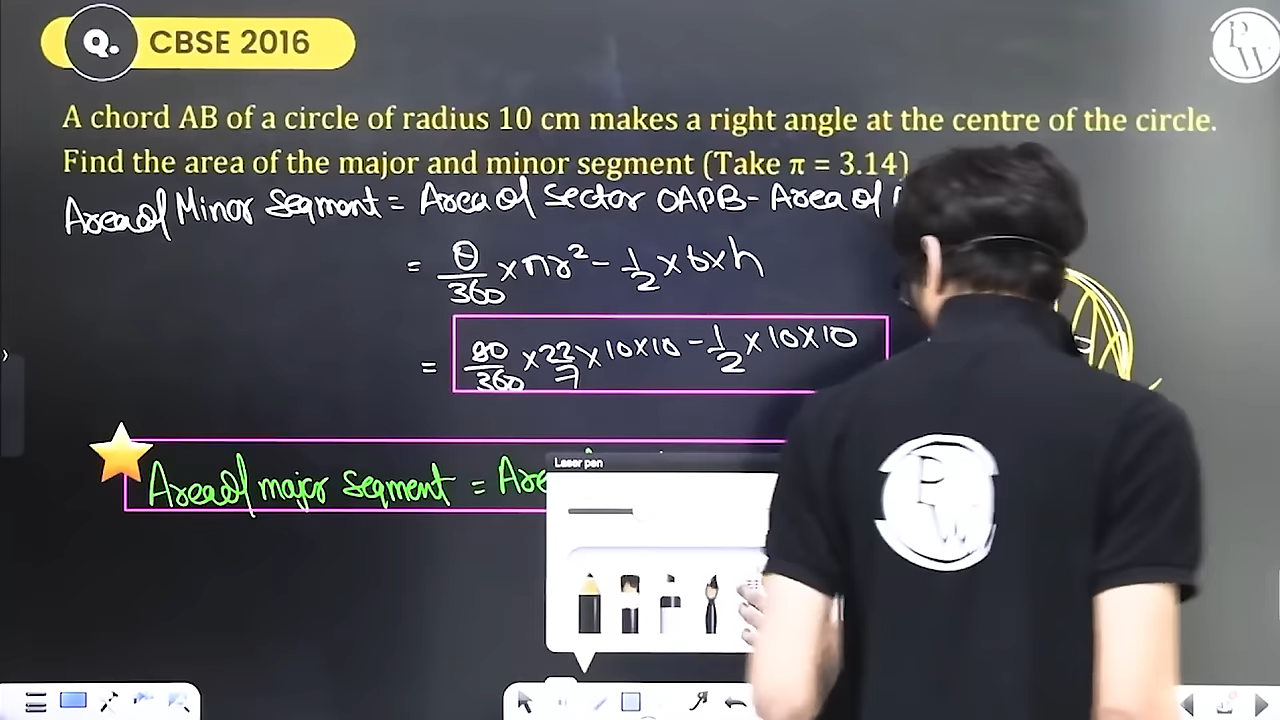 Q. CBSE 2016
PW
A chord AB of a circle of radius 10 cm makes a right angle at the centre of the circle.
Find the area of the major and minor segment (Take π = 3.14)
Area of Minor Segment = Area of Sector OAPB - Area of
= θ/360 × πr² - 1/2 × b × h
= 90/360 × 22/7 × 10×10 - 1/2 × 10×10
Area of major segment = Are
Laser pen
PW